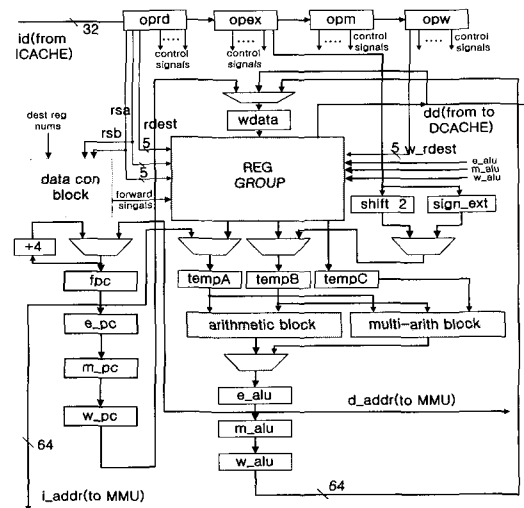 oprd
opex
opm
opw
id(from
ICACHE)
32
control
signals
control
signals
control
signals
control
signals
dest reg
nums
rsa
rsb
rdest
wdata
dd(from to
DCACHE)
5
5
5
w_rdest
data con
block
forward
singals
REG
GROUP
e_alu
m_alu
w_alu
shift 2
sign_ext
+4
fpc
tempA
tempB
tempC
e_pc
arithmetic block
multi-arith block
m_pc
e_alu
w_pc
d_addr(to MMU)
m_alu
w_alu
64
64
i_addr(to MMU)